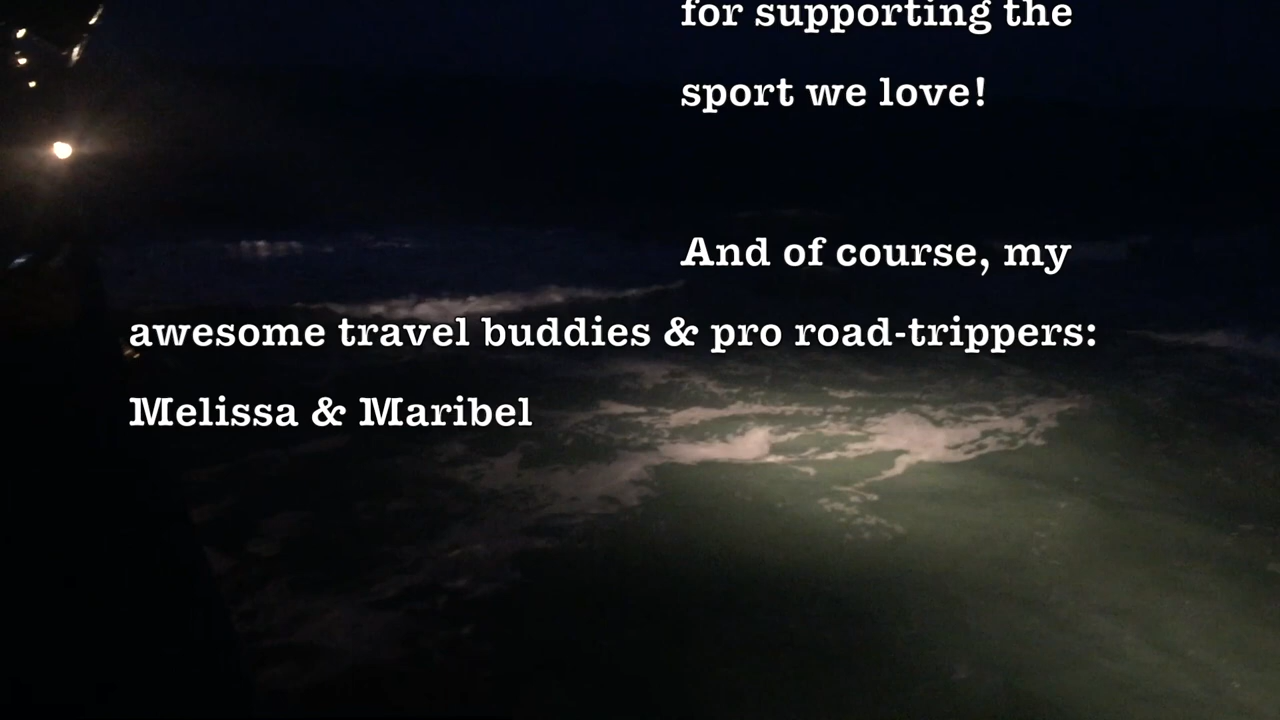 for supporting the
sport we love!
And of course, my
awesome travel buddies & pro road-trippers:
Melissa & Maribel